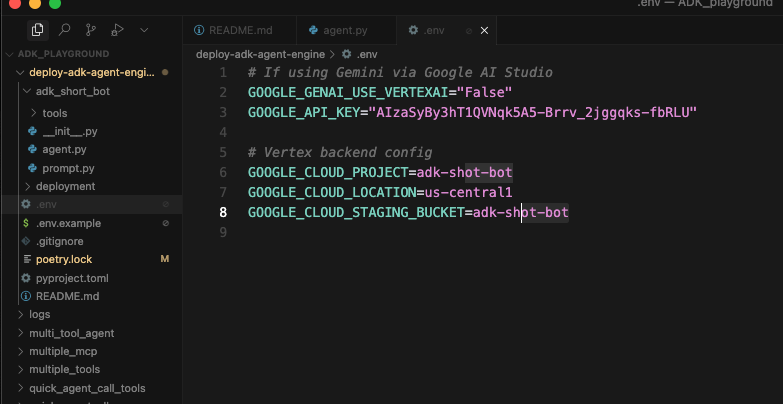 .env — ADK_playground
README.md
agent.py
.env
ADK_PLAYGROUND
deploy-adk-agent-engi...
adk_short_bot
tools
__init__.py
agent.py
prompt.py
deployment
.env
.env.example
.gitignore
poetry.lock M
pyproject.toml
README.md
logs
multi_tool_agent
multiple_mcp
multiple_tools
quick_agent_call_tools
deploy-adk-agent-engine > .env
1 # If using Gemini via Google AI Studio
2 GOOGLE_GENAI_USE_VERTEXAI="False"
3 GOOGLE_API_KEY="AIzaSyBy3hT1QVNqk5A5-Brrv_2jggqks-fbRLU"
4
5 # Vertex backend config
6 GOOGLE_CLOUD_PROJECT=adk-shot-bot
7 GOOGLE_CLOUD_LOCATION=us-central1
8 GOOGLE_CLOUD_STAGING_BUCKET=adk-shot-bot
9